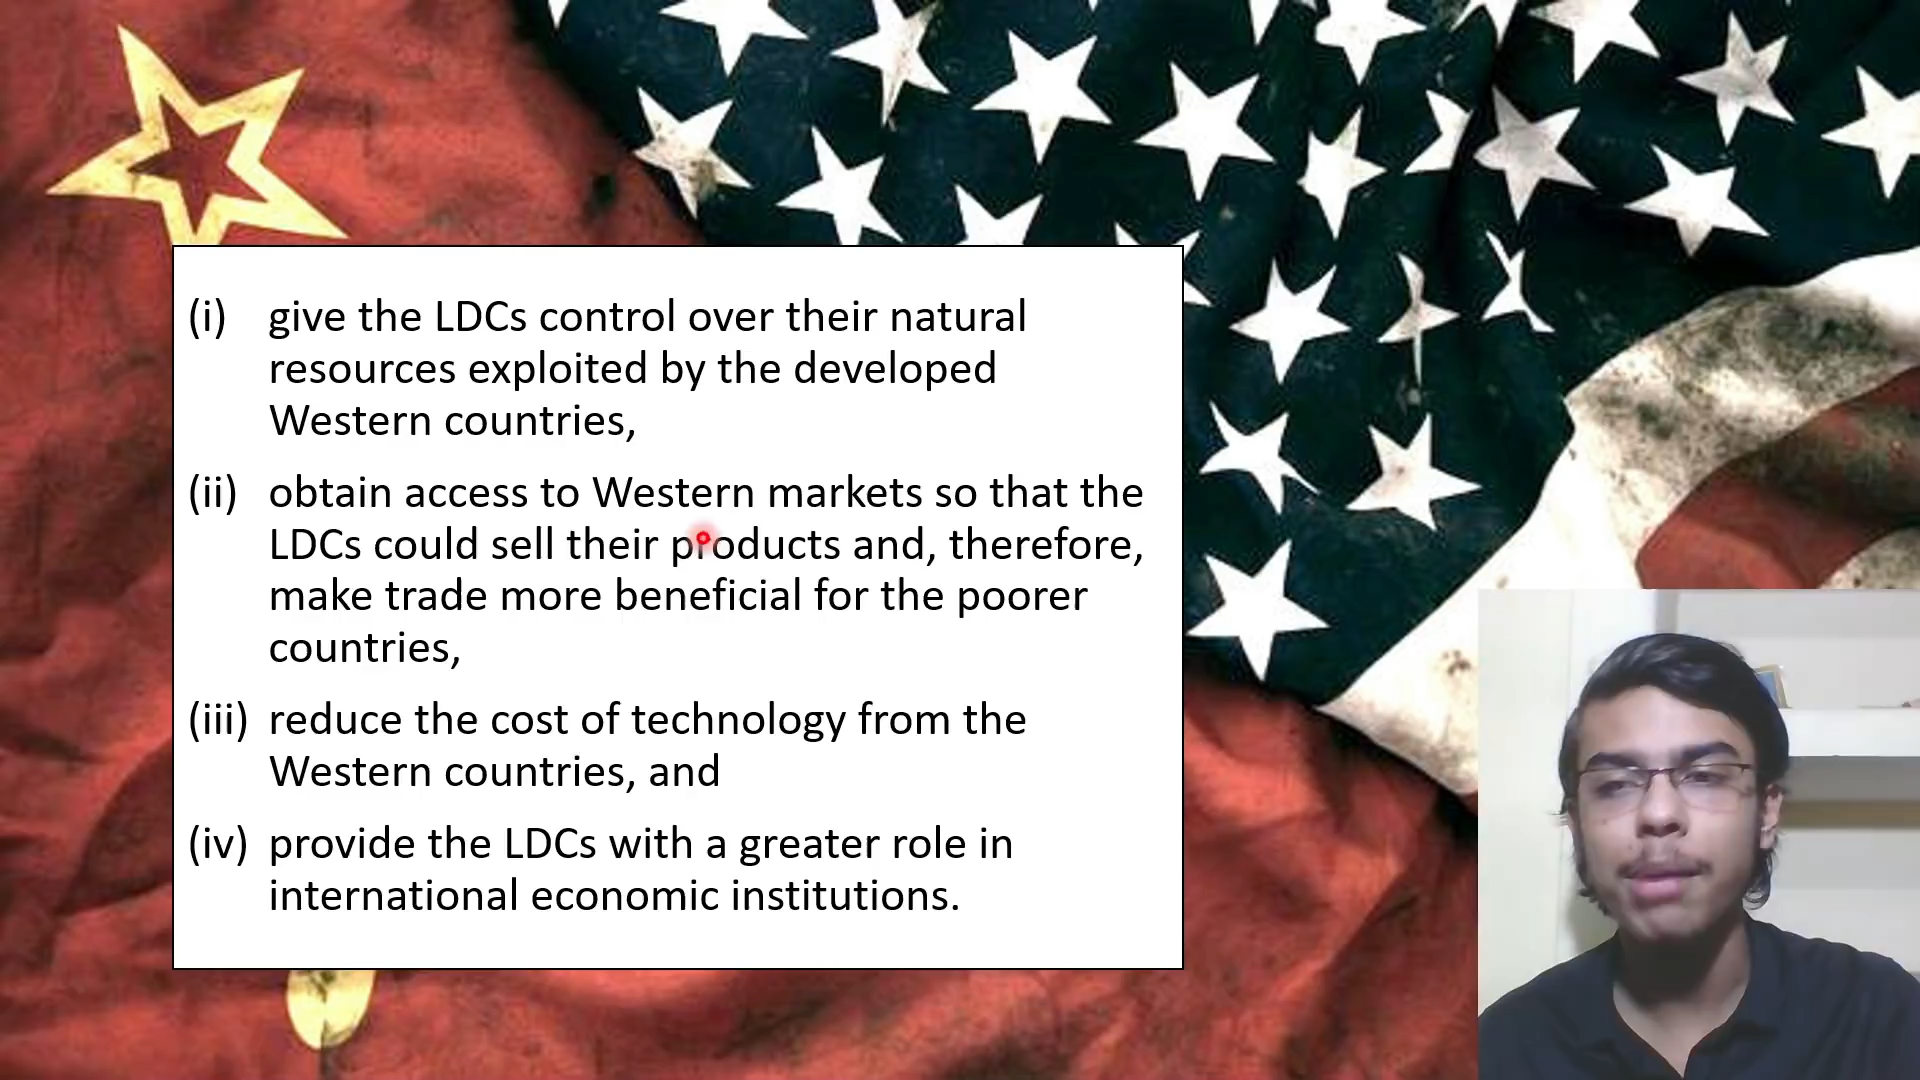 (i) give the LDCs control over their natural
resources exploited by the developed
Western countries,
(ii) obtain access to Western markets so that the
LDCs could sell their products and, therefore,
make trade more beneficial for the poorer
countries,
(iii) reduce the cost of technology from the
Western countries, and
(iv) provide the LDCs with a greater role in
international economic institutions.